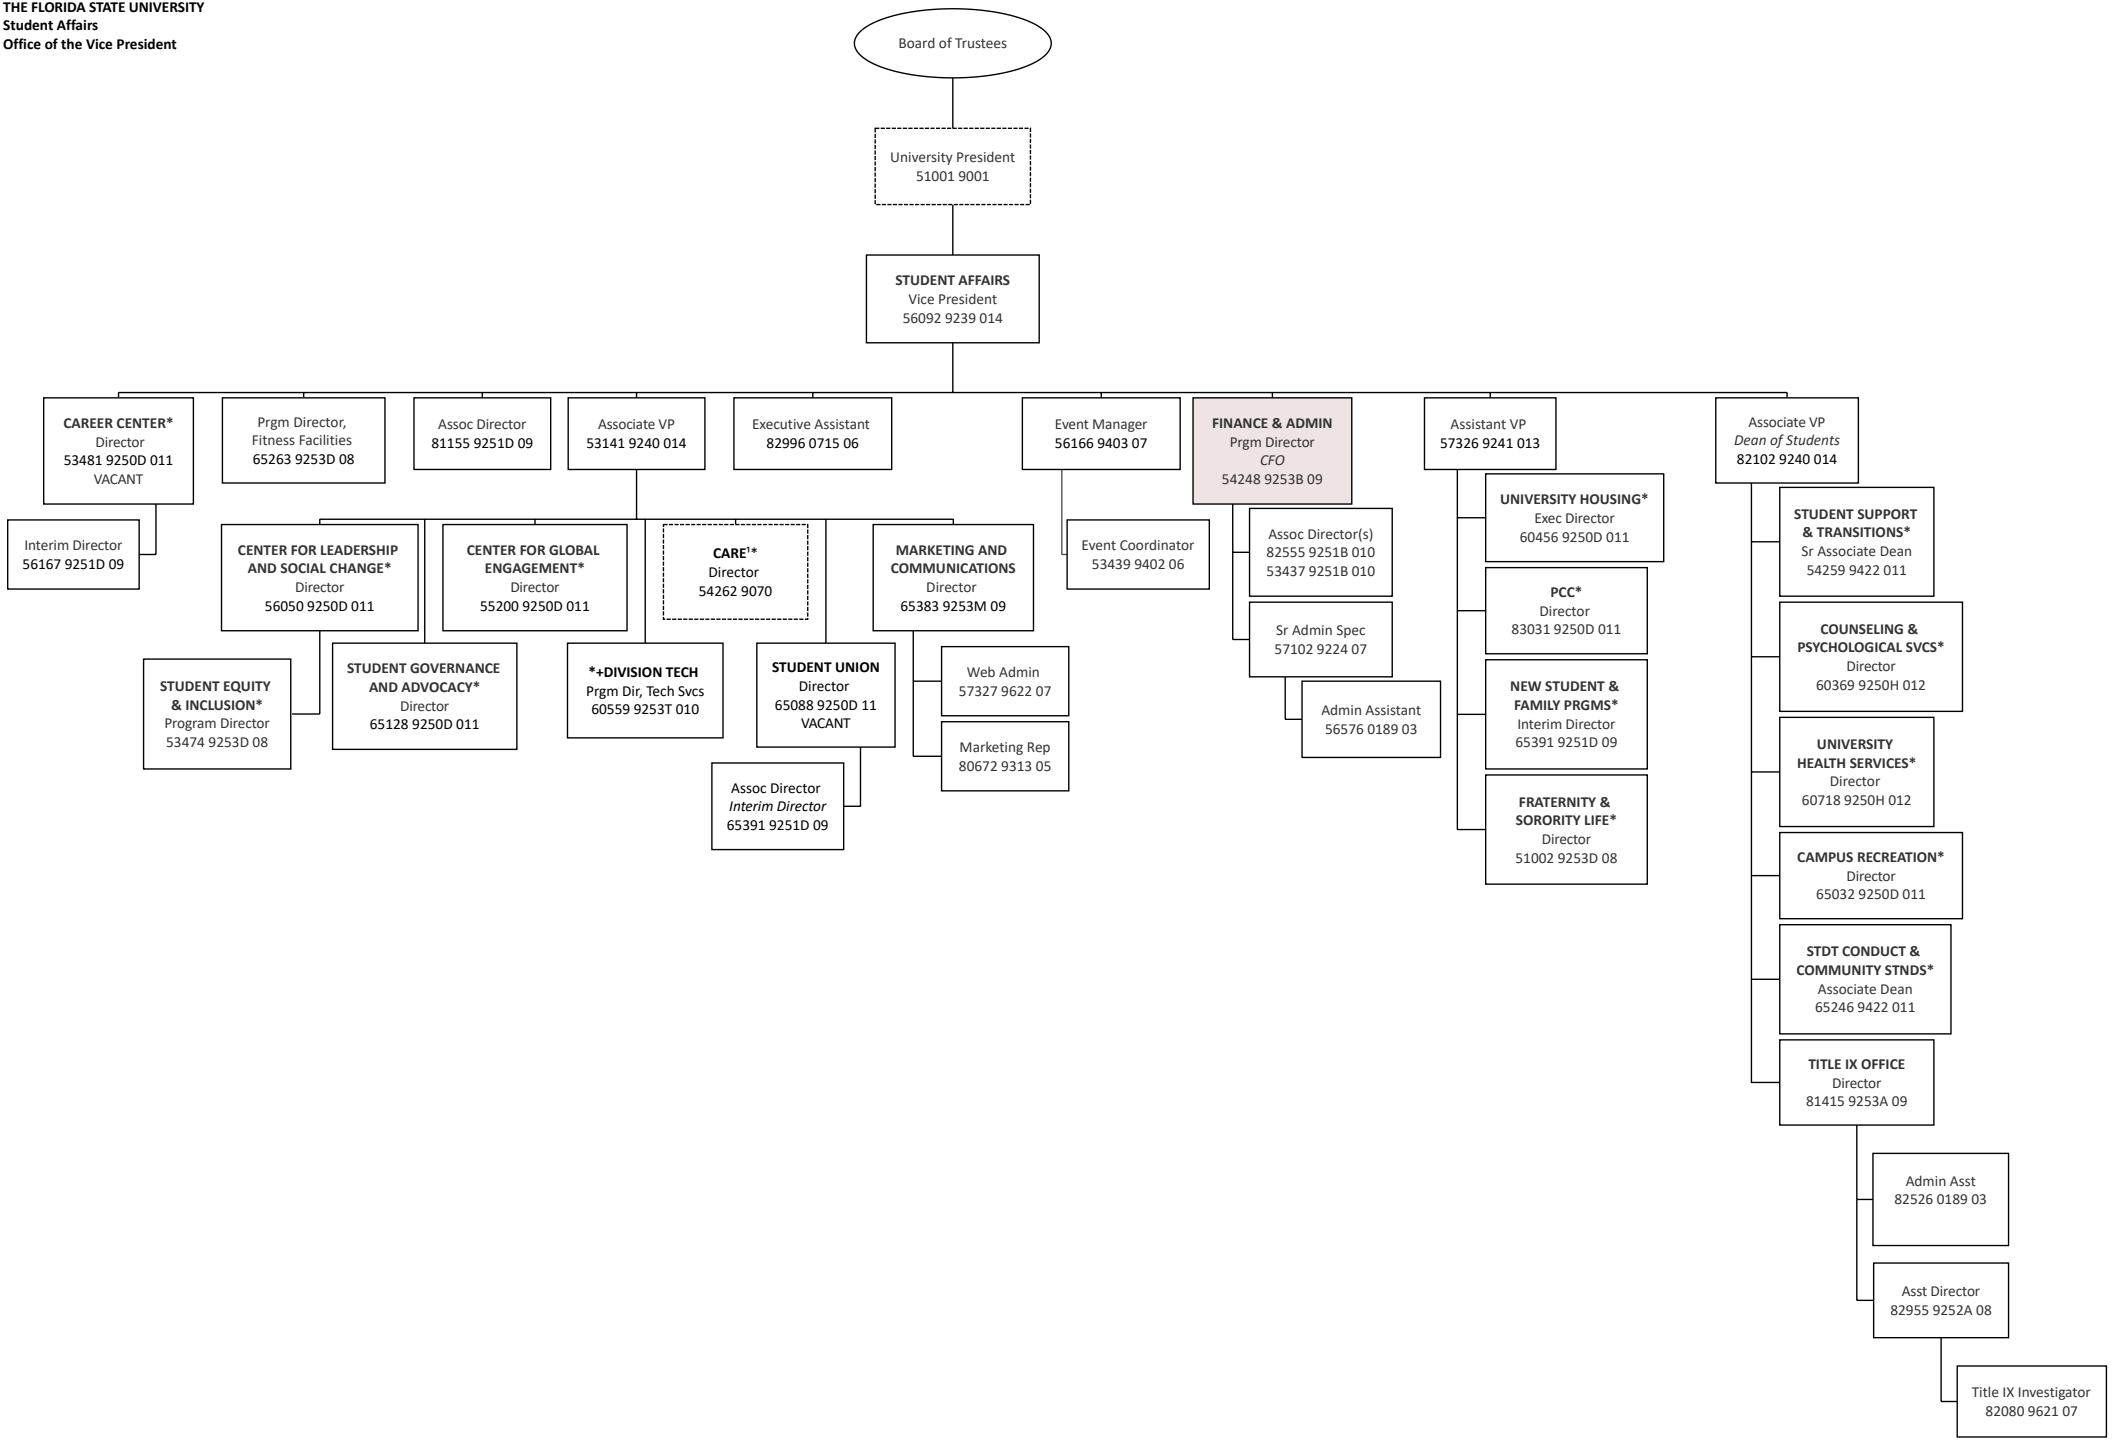 THE FLORIDA STATE UNIVERSITY
Student Affairs
Office of the Vice President
Board of Trustees
University President
51001 9001
STUDENT AFFAIRS
Vice President
56092 9239 014
CAREER CENTER*
Director
53481 9250D 011
VACANT
Interim Director
56167 9251D 09
Prgm Director,
Fitness Facilities
65263 9253D 08
Assoc Director
81155 9251D 09
Associate VP
53141 9240 014
CENTER FOR LEADERSHIP
AND SOCIAL CHANGE*
Director
56050 9250D 011
STUDENT EQUITY
& INCLUSION*
Program Director
53474 9253D 08
STUDENT GOVERNANCE
AND ADVOCACY*
Director
65128 9250D 011
CENTER FOR GLOBAL
ENGAGEMENT*
Director
55200 9250D 011
*+DIVISION TECH
Prgm Dir, Tech Svcs
60559 9253T 010
CARE¹*
Director
54262 9070
STUDENT UNION
Director
65088 9250D 11
VACANT
Assoc Director
Interim Director
65391 9251D 09
MARKETING AND
COMMUNICATIONS
Director
65383 9253M 09
Web Admin
57327 9622 07
Marketing Rep
80672 9313 05
Executive Assistant
82996 0715 06
Event Manager
56166 9403 07
Event Coordinator
53439 9402 06
FINANCE & ADMIN
Prgm Director
CFO
54248 9253B 09
Assoc Director(s)
82555 9251B 010
53437 9251B 010
Sr Admin Spec
57102 9224 07
Admin Assistant
56576 0189 03
Assistant VP
57326 9241 013
UNIVERSITY HOUSING*
Exec Director
60456 9250D 011
PCC*
Director
83031 9250D 011
NEW STUDENT &
FAMILY PRGMS*
Interim Director
65391 9251D 09
FRATERNITY &
SORORITY LIFE*
Director
51002 9253D 08
Associate VP
Dean of Students
82102 9240 014
STUDENT SUPPORT
& TRANSITIONS*
Sr Associate Dean
54259 9422 011
COUNSELING &
PSYCHOLOGICAL SVCS*
Director
60369 9250H 012
UNIVERSITY
HEALTH SERVICES*
Director
60718 9250H 012
CAMPUS RECREATION*
Director
65032 9250D 011
STDT CONDUCT &
COMMUNITY STNDS*
Associate Dean
65246 9422 011
TITLE IX OFFICE
Director
81415 9253A 09
Admin Asst
82526 0189 03
Asst Director
82955 9252A 08
Title IX Investigator
82080 9621 07